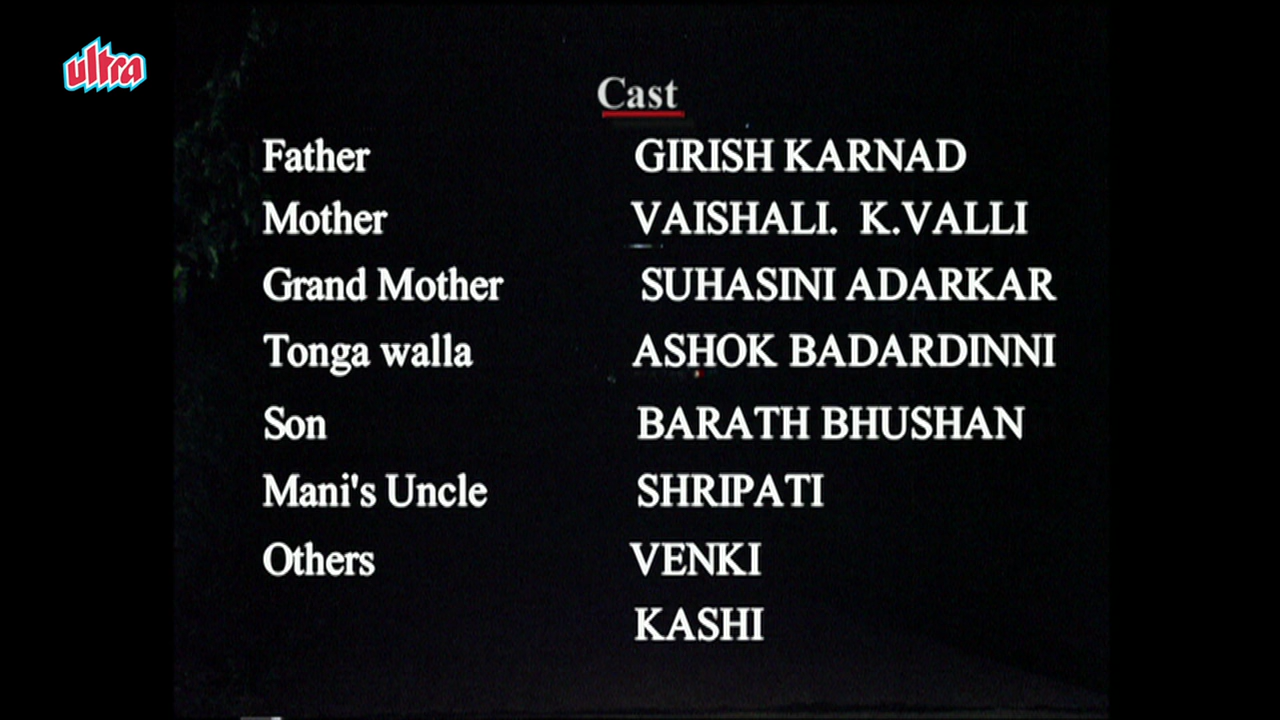 ultra
Cast
Father GIRISH KARNAD
Mother VAISHALI. K.VALLI
Grand Mother SUHASINI ADARKAR
Tonga walla ASHOK BADARDINNI
Son BARATH BHUSHAN
Mani's Uncle SHRIPATI
Others VENKI
KASHI